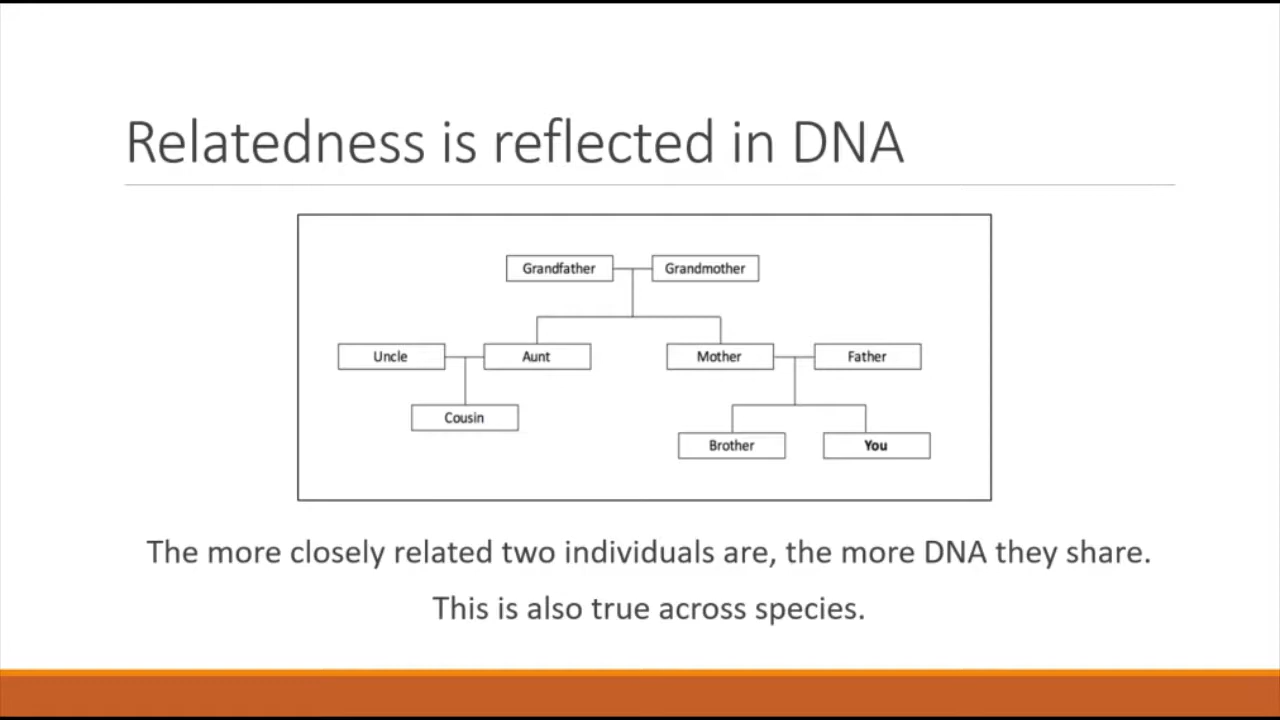 Relatedness is reflected in DNA
Grandfather
Grandmother
Uncle
Aunt
Mother
Father
Cousin
Brother
You
The more closely related two individuals are, the more DNA they share.
This is also true across species.